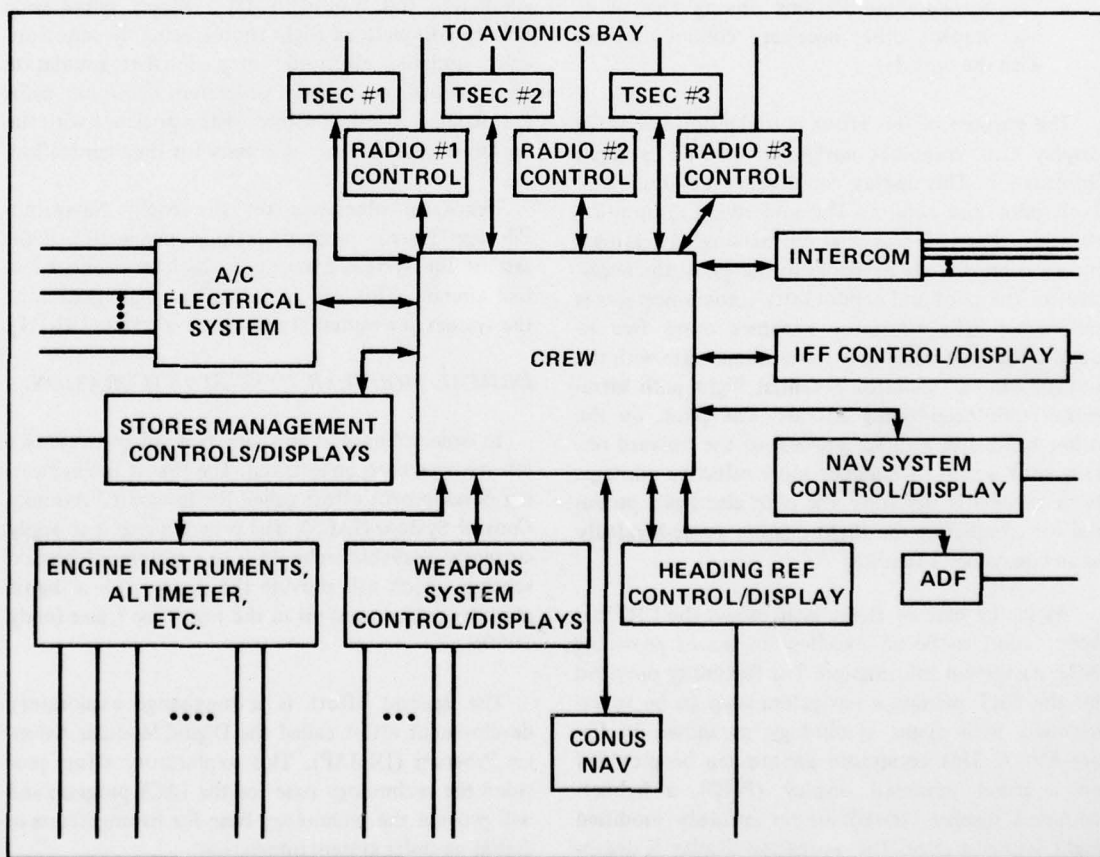 TO AVIONICS BAY
TSEC #1
TSEC #2
TSEC #3
RADIO #1
CONTROL
RADIO #2
CONTROL
RADIO #3
CONTROL
A/C
ELECTRICAL
SYSTEM
CREW
INTERCOM
IFF CONTROL/DISPLAY
STORES MANAGEMENT
CONTROLS/DISPLAYS
NAV SYSTEM
CONTROL/DISPLAY
ENGINE INSTRUMENTS,
ALTIMETER,
ETC.
WEAPONS
SYSTEM
CONTROL/DISPLAYS
HEADING REF
CONTROL/DISPLAY
ADF
CONUS
NAV